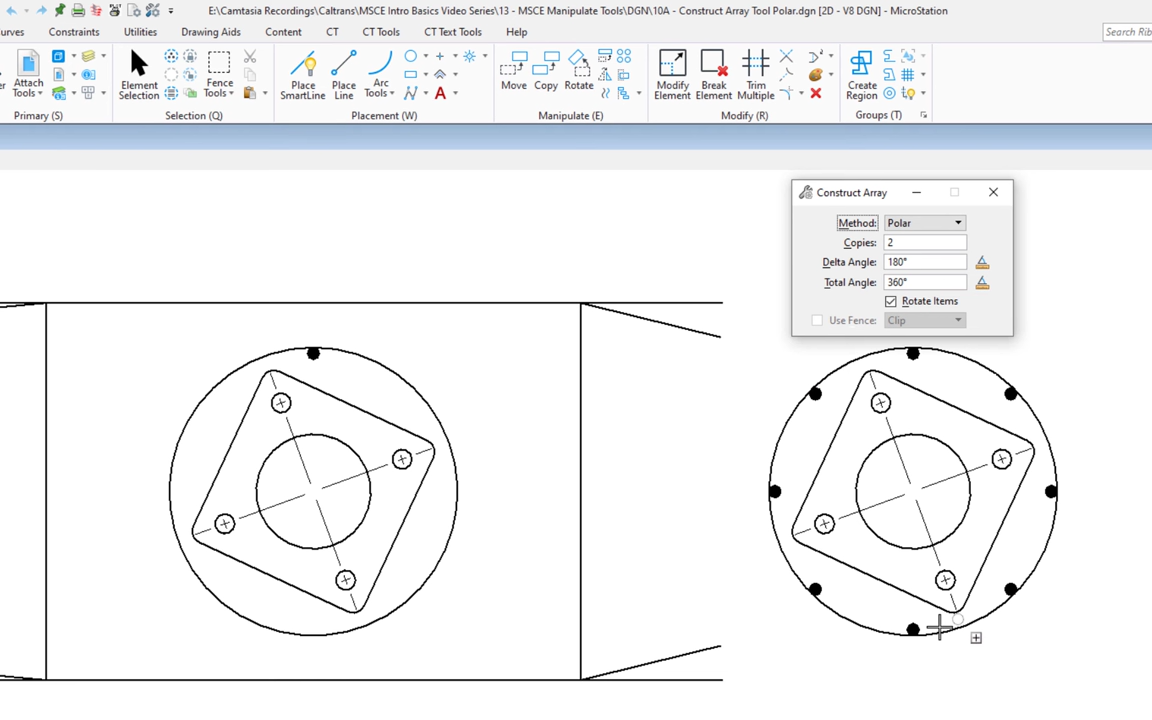 E:\Camtasia Recordings\Caltrans\MSCE Intro Basics Video Series\13 - MSCE Manipulate Tools\DGN\10A - Construct Array Tool Polar.dgn [2D - V8 DGN] - MicroStation
urves Constraints Utilities Drawing Aids Content CT CT Tools CT Text Tools Help Search Rib
Attach Tools
Element Selection
Fence Tools
Place SmartLine
Place Line
Arc Tools
A
Move
Copy
Rotate
Modify Element
Break Element
Trim Multiple
Create Region
Primary (S) Selection (Q) Placement (W) Manipulate (E) Modify (R) Groups (T)
Construct Array
Method: Polar
Copies: 2
Delta Angle: 180°
Total Angle: 360°
Rotate Items
Use Fence: Clip